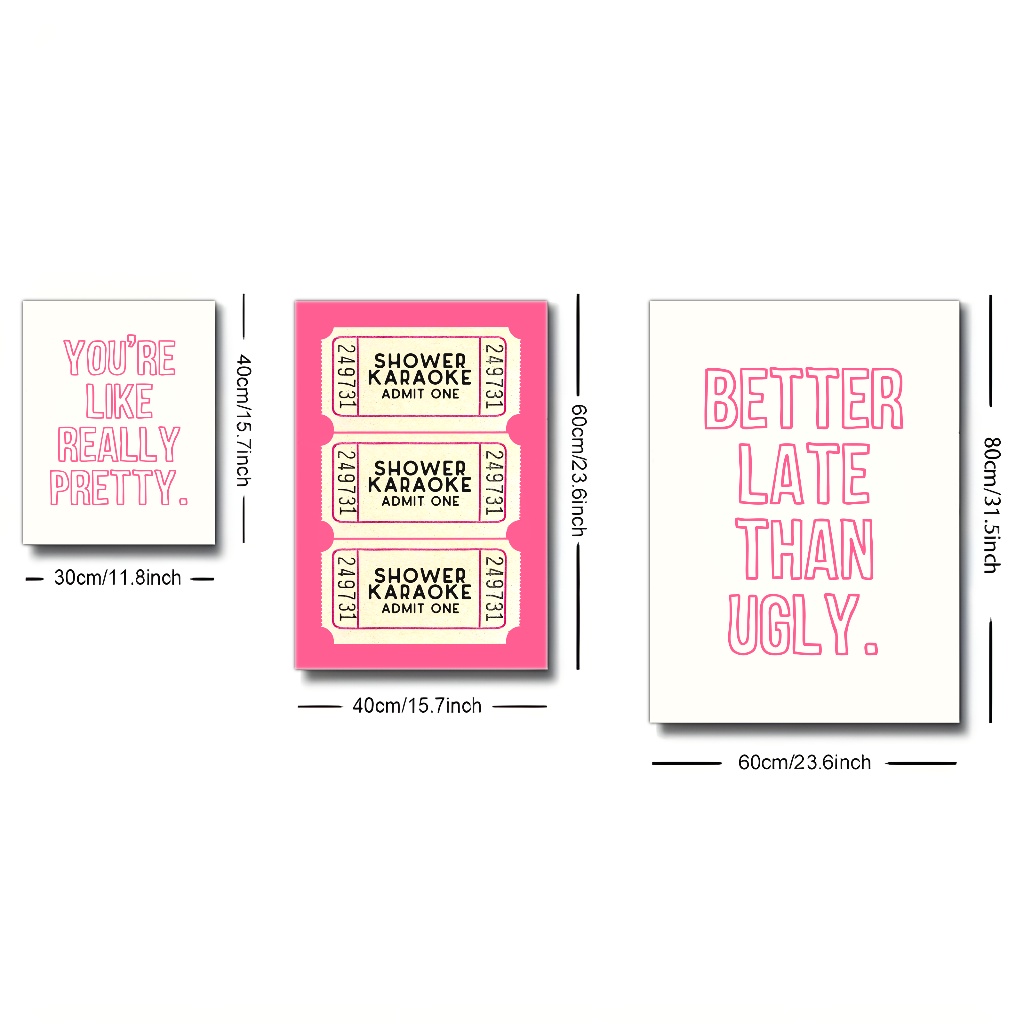 YOU'RE
LIKE
REALLY
PRETTY.
40cm/15.7inch
30cm/11.8inch
249731
SHOWER
KARAOKE
ADMIT ONE
249731
249731
SHOWER
KARAOKE
ADMIT ONE
249731
249731
SHOWER
KARAOKE
ADMIT ONE
249731
60cm/23.6inch
40cm/15.7inch
BETTER
LATE
THAN
UGLY.
80cm/31.5inch
60cm/23.6inch